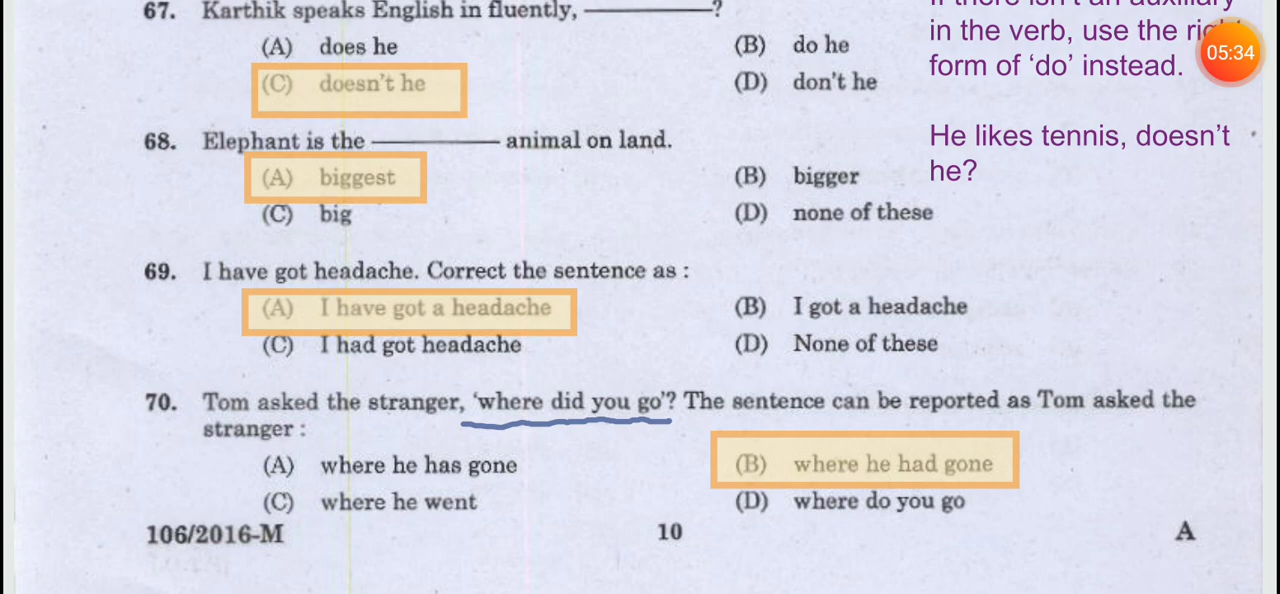 67. Karthik speaks English in fluently, ?
(A) does he
(B) do he
(C) doesn't he
(D) don't he
68. Elephant is the animal on land.
(A) biggest
(B) bigger
(C) big
(D) none of these
69. I have got headache. Correct the sentence as :
(A) I have got a headache
(B) I got a headache
(C) I had got headache
(D) None of these
70. Tom asked the stranger, 'where did you go'? The sentence can be reported as Tom asked the
stranger :
(A) where he has gone
(B) where he had gone
(C) where he went
(D) where do you go
106/2016-M
10
A
in the verb, use the
form of 'do' instead.
He likes tennis, doesn't
he?
05:34